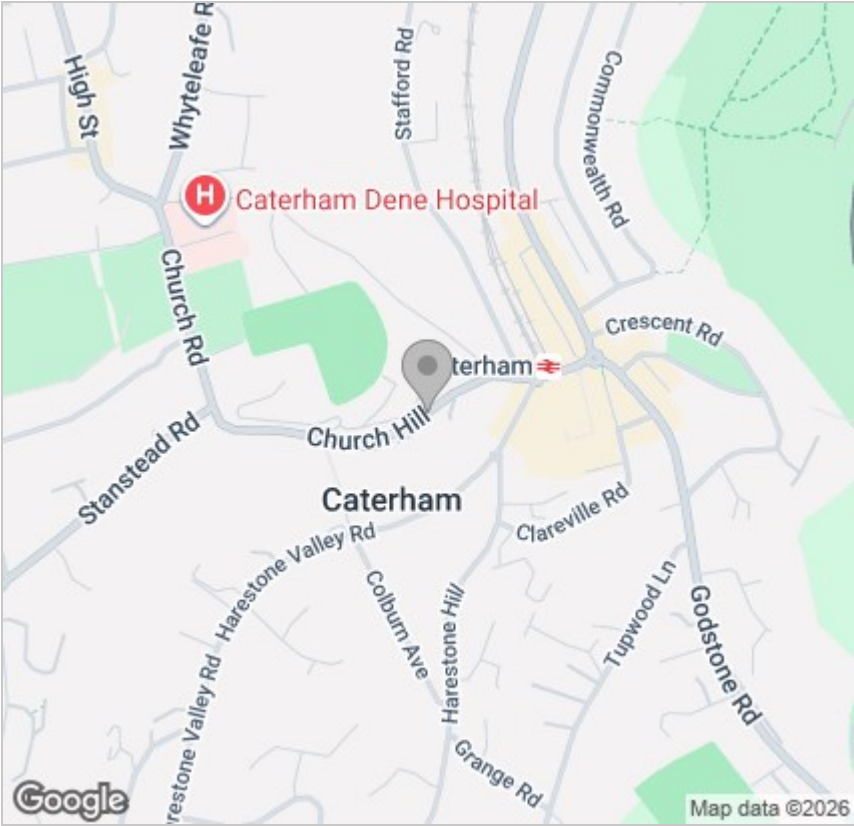 High St
Whyteleafe R
Stafford Rd
Commonwealth Rd
H
Caterham Dene Hospital
Church Rd
Crescent Rd
terham
Church Hill
Stanstead Rd
Caterham
Clareville Rd
Harestone Valley Rd
Colburn Ave
Harestone Hill
Tupwood Ln
Godstone Rd
restone Valley Rd
Grange Rd
Google
Map data ©2026